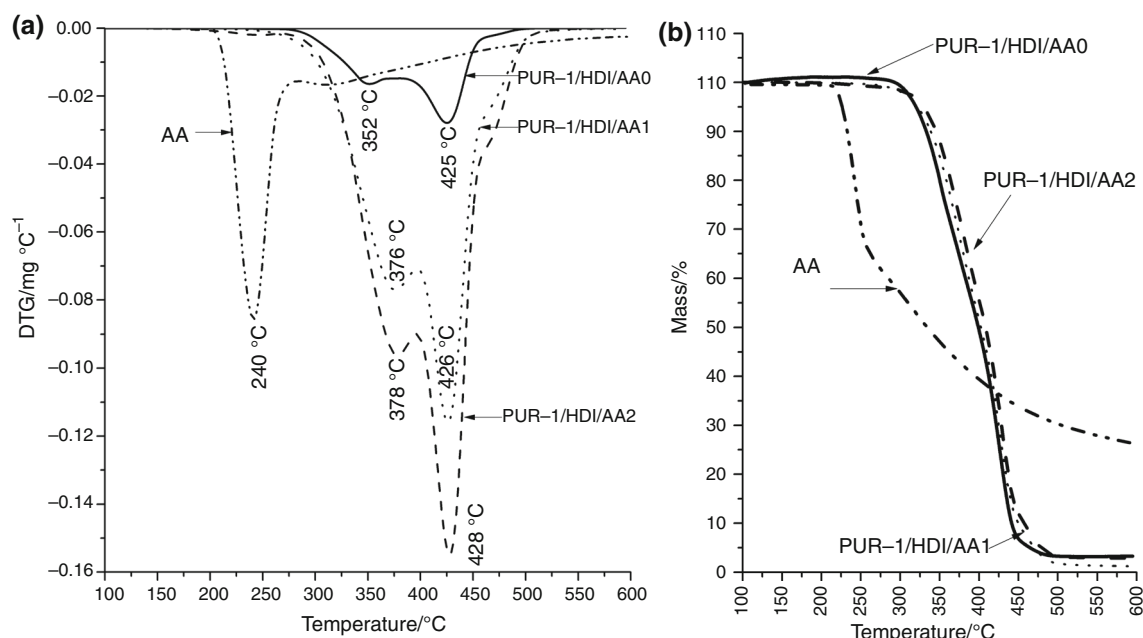 (a)
0.00
−0.02
−0.04
−0.06
−0.08
−0.10
−0.12
−0.14
−0.16
DTG/mg °C⁻¹
AA
240 °C
352 °C
425 °C
376 °C
426 °C
378 °C
428 °C
PUR−1/HDI/AA0
PUR−1/HDI/AA1
PUR−1/HDI/AA2
100 150 200 250 300 350 400 450 500 550 600
Temperature/°C
(b)
110
110
90
80
70
60
50
40
30
20
10
0
Mass/%
PUR−1/HDI/AA0
PUR−1/HDI/AA2
AA
PUR−1/HDI/AA1
100 150 200 250 300 350 400 450 500 550 600
Temperature/°C